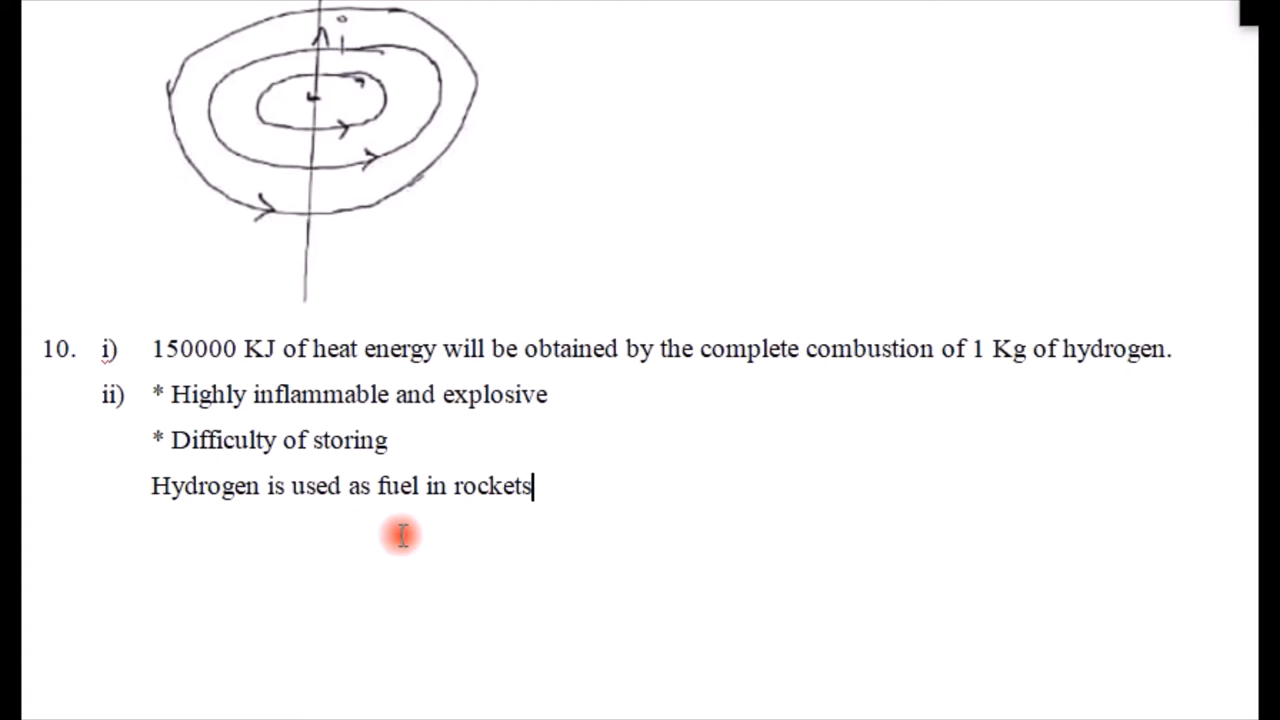 i
10. i) 150000 KJ of heat energy will be obtained by the complete combustion of 1 Kg of hydrogen.
ii) * Highly inflammable and explosive
* Difficulty of storing
Hydrogen is used as fuel in rockets